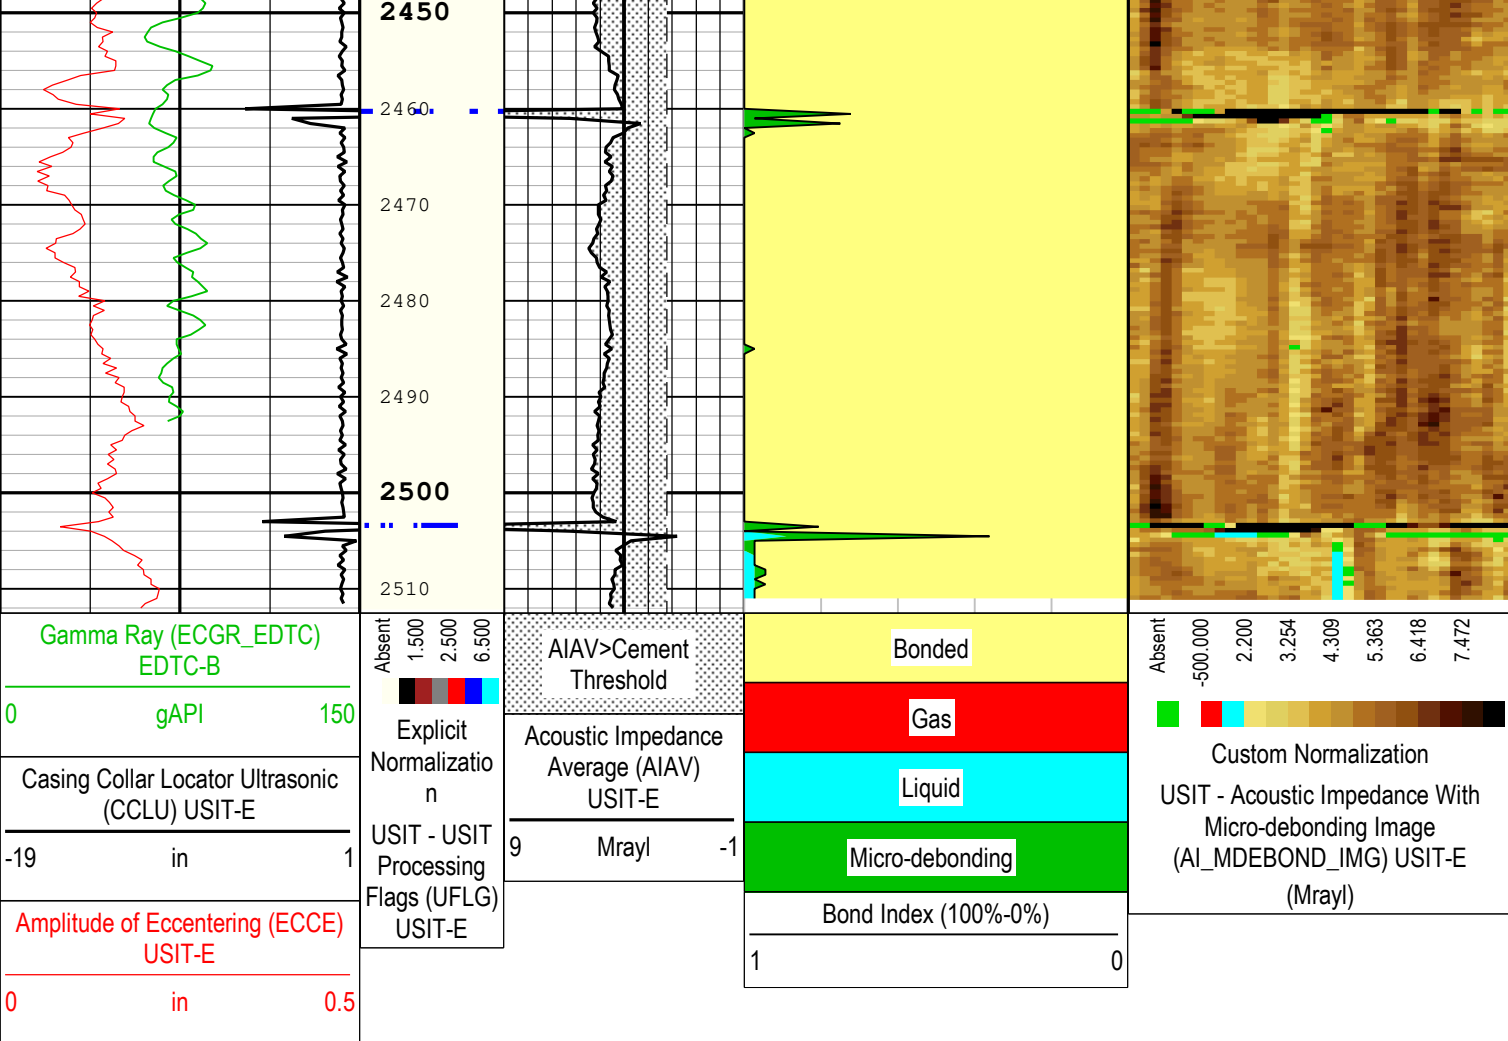 2450
2460
2470
2480
2490
2500
2510
Gamma Ray (ECGR_EDTC)
EDTC-B
0 gAPI 150
Casing Collar Locator Ultrasonic
(CCLU) USIT-E
-19 in 1
Amplitude of Eccentering (ECCE)
USIT-E
0 in 0.5
Absent
1.500
2.500
6.500
Explicit
Normalizatio
n
USIT - USIT
Processing
Flags (UFLG)
USIT-E
AIAV>Cement
Threshold
Acoustic Impedance
Average (AIAV)
USIT-E
9 Mrayl -1
Bonded
Gas
Liquid
Micro-debonding
Bond Index (100%-0%)
1 0
Absent
-500.000
2.200
3.254
4.309
5.363
6.418
7.472
Custom Normalization
USIT - Acoustic Impedance With
Micro-debonding Image
(AI_MDEBOND_IMG) USIT-E
(Mrayl)